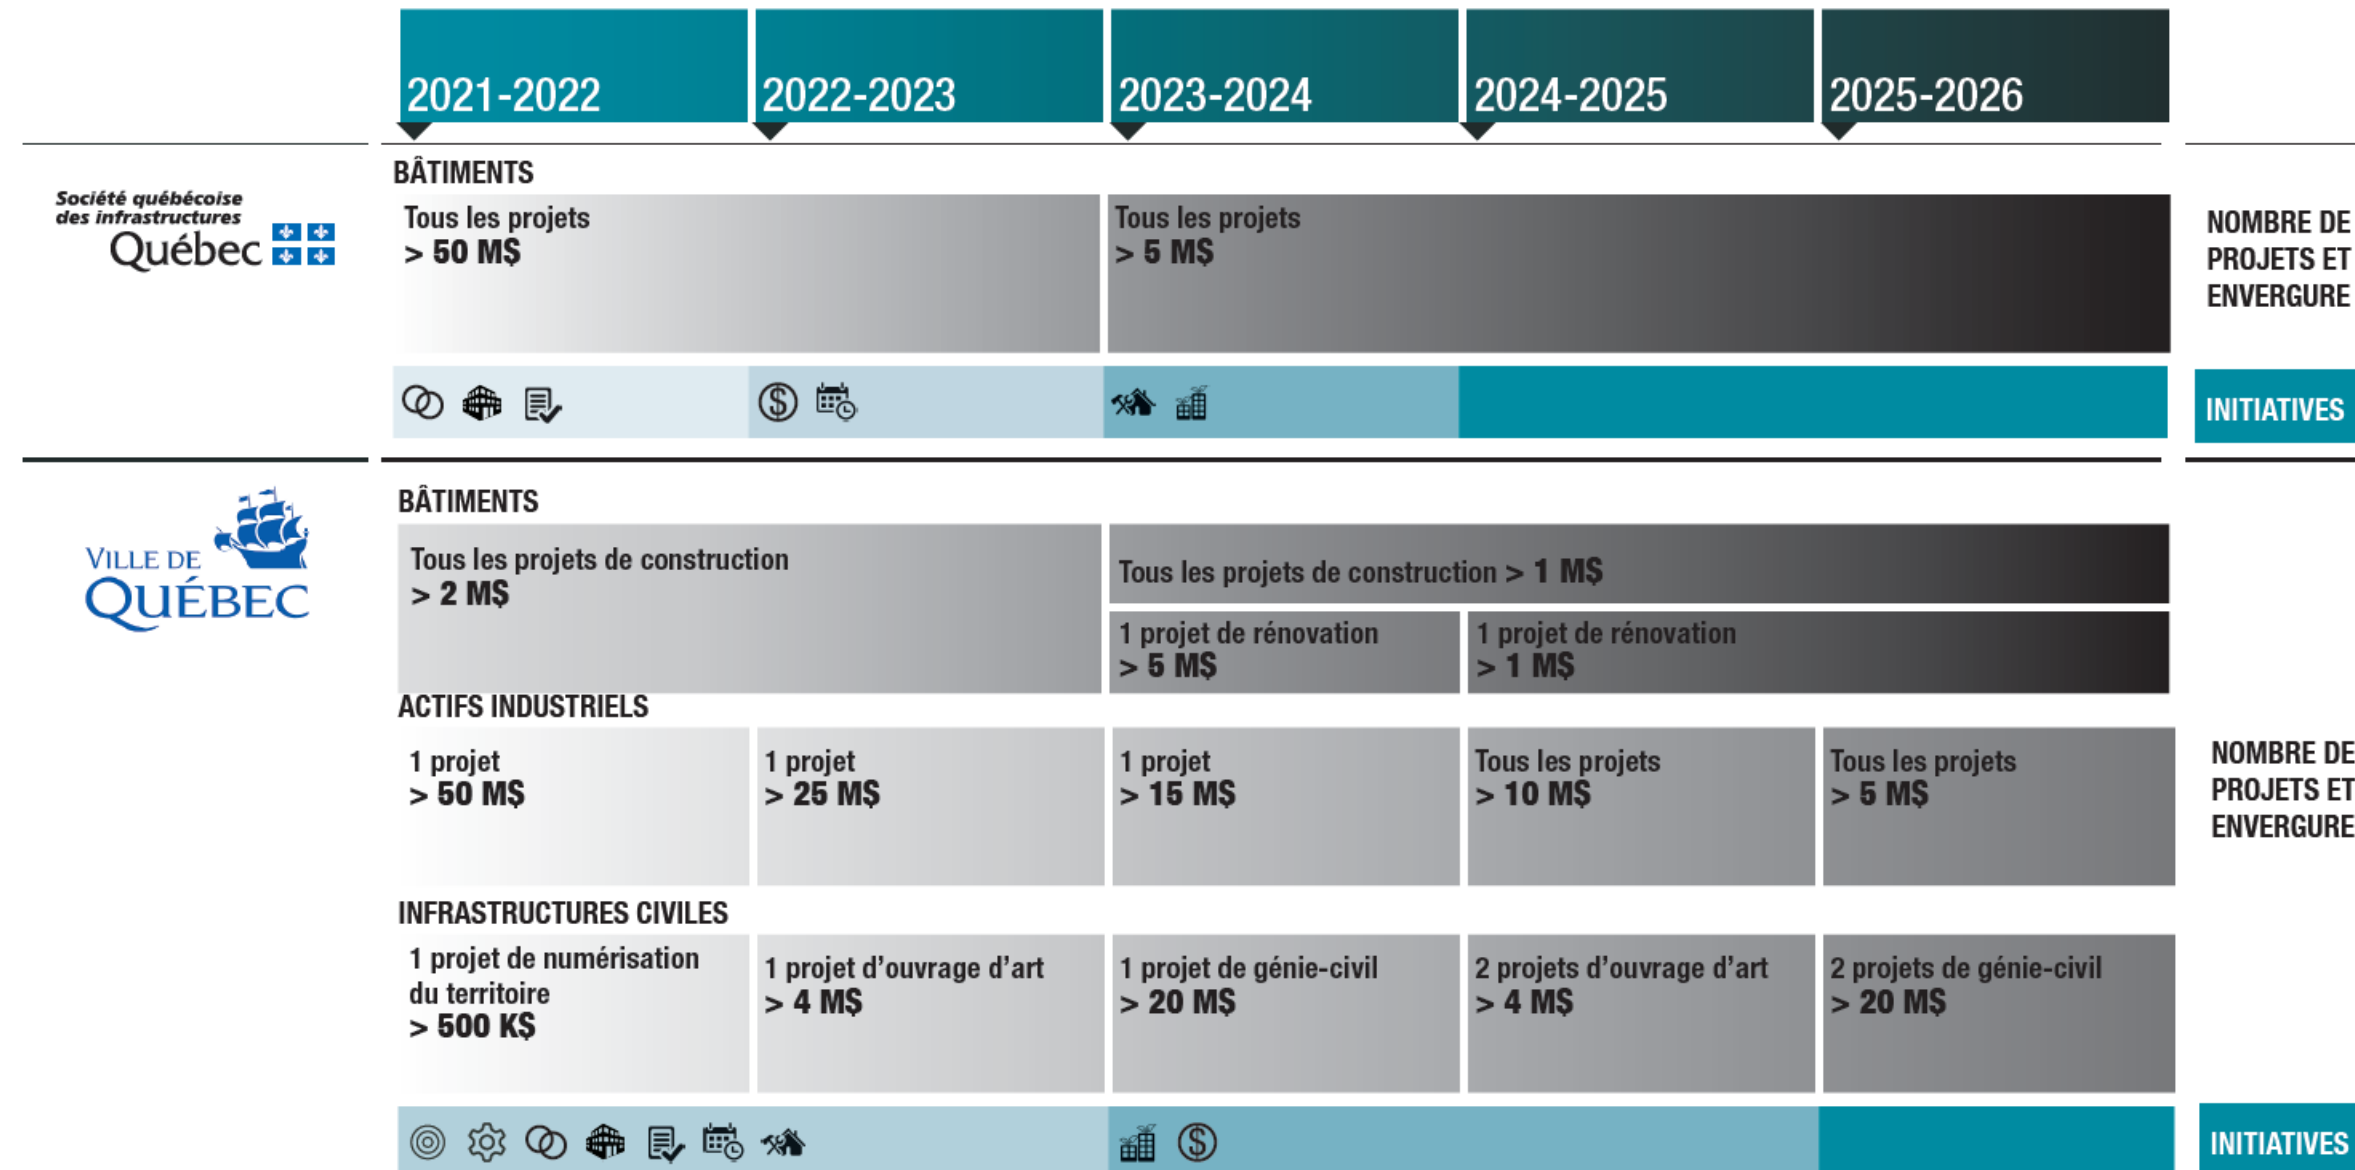 2021-2022
2022-2023
2023-2024
2024-2025
2025-2026
Société québécoise
des infrastructures
Québec
BÂTIMENTS
Tous les projets
> 50 M$
Tous les projets
> 5 M$
NOMBRE DE
PROJETS ET
ENVERGURE
INITIATIVES
VILLE DE
QUÉBEC
BÂTIMENTS
Tous les projets de construction
> 2 M$
Tous les projets de construction > 1 M$
1 projet de rénovation
> 5 M$
1 projet de rénovation
> 1 M$
ACTIFS INDUSTRIELS
1 projet
> 50 M$
1 projet
> 25 M$
1 projet
> 15 M$
Tous les projets
> 10 M$
Tous les projets
> 5 M$
NOMBRE DE
PROJETS ET
ENVERGURE
INFRASTRUCTURES CIVILES
1 projet de numérisation
du territoire
> 500 K$
1 projet d’ouvrage d’art
> 4 M$
1 projet de génie-civil
> 20 M$
2 projets d’ouvrage d’art
> 4 M$
2 projets de génie-civil
> 20 M$
INITIATIVES